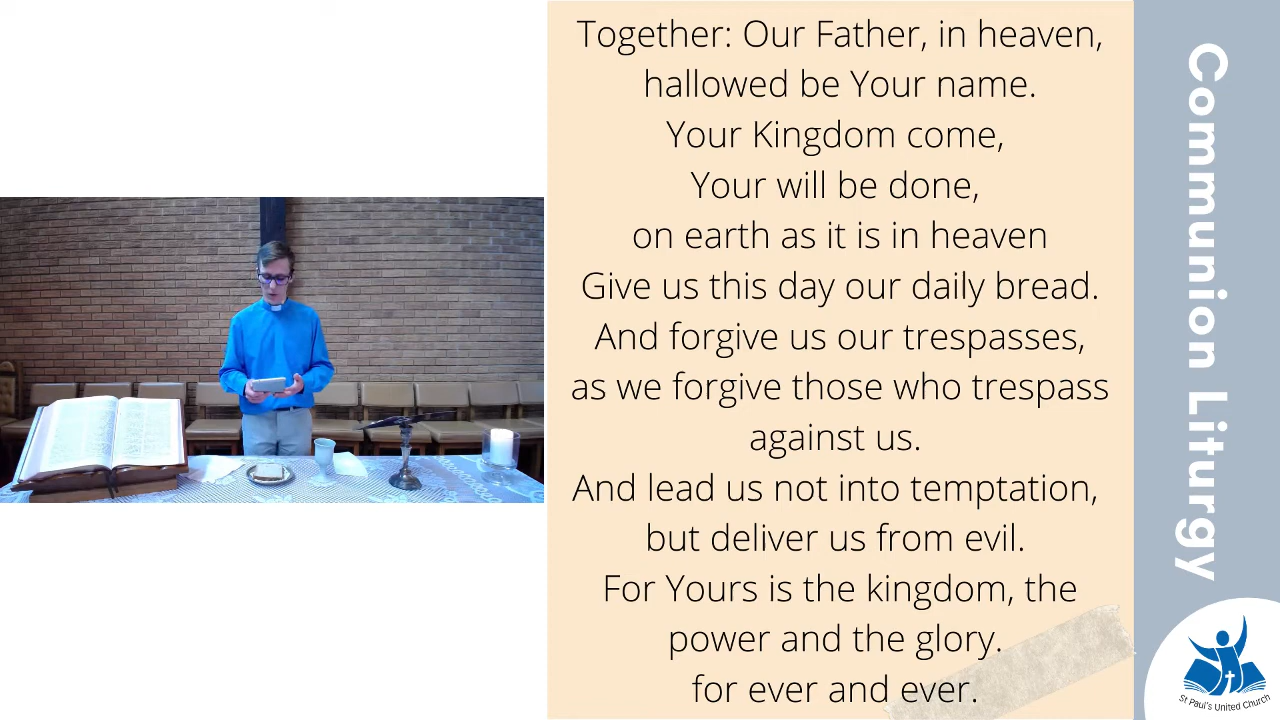 Together: Our Father, in heaven,
hallowed be Your name.
Your Kingdom come,
Your will be done,
on earth as it is in heaven
Give us this day our daily bread.
And forgive us our trespasses,
as we forgive those who trespass
against us.
And lead us not into temptation,
but deliver us from evil.
For Yours is the kingdom, the
power and the glory.
for ever and ever.
Communion Liturgy
St Paul's United Church